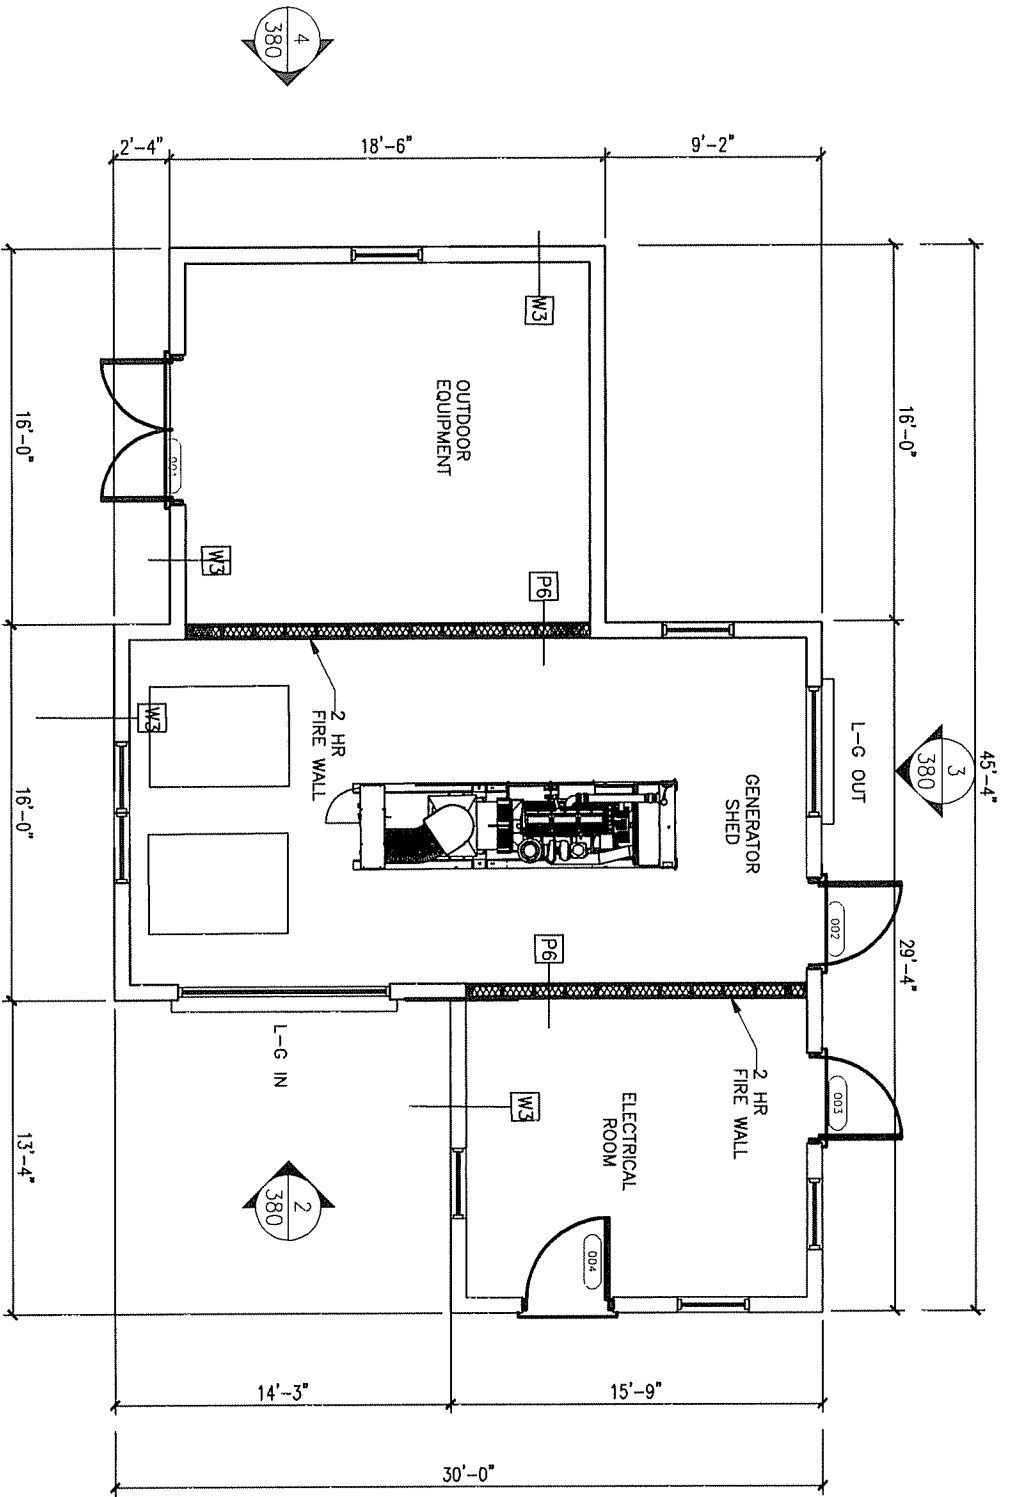 4
380
2'-4"
18'-6"
9'-2"
W3
16'-0"
16'-0"
OUTDOOR
EQUIPMENT
001
W3
P6
45'-4"
3
380
L-G OUT
2 HR
FIRE WALL
W3
GENERATOR
SHED
16'-0"
002
29'-4"
P6
2 HR
FIRE WALL
003
L-G IN
W3
ELECTRICAL
ROOM
13'-4"
2
380
004
14'-3"
15'-9"
30'-0"